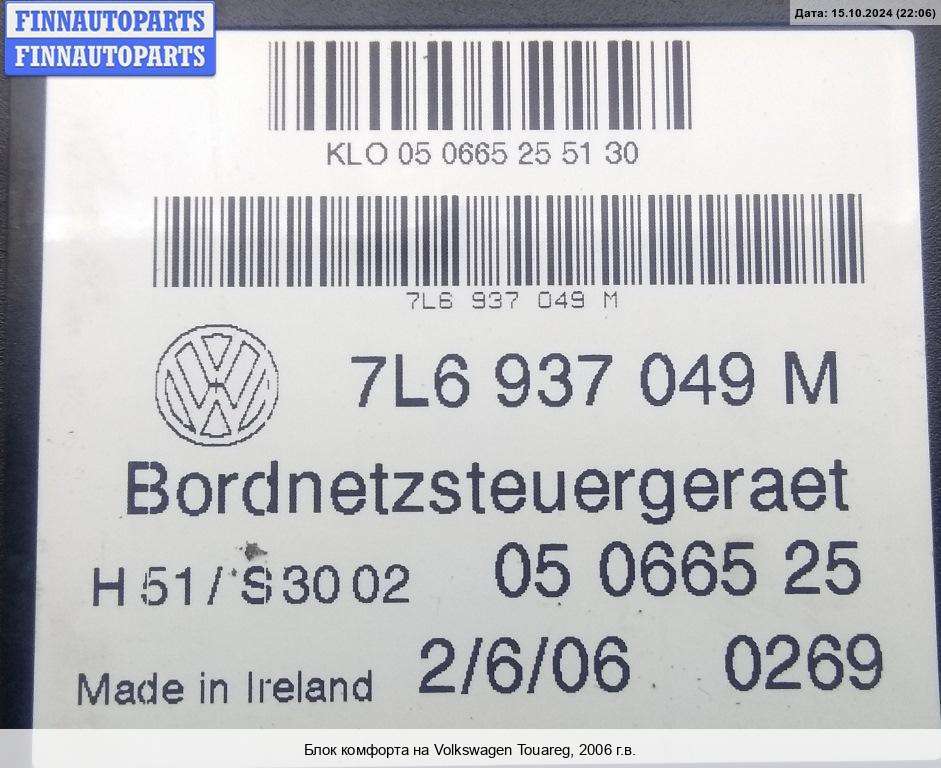 FINNAUTOPARTS
FINNAUTOPARTS
Дата: 15.10.2024 (22:06)
KLO 05 0665 25 51 30
7L6 937 049 M
7L6 937 049 M
Bordnetzsteuergeraet
H 51 / S 30 02 05 0665 25
Made in Ireland 2/6/06 0269
Блок комфорта на Volkswagen Touareg, 2006 г.в.